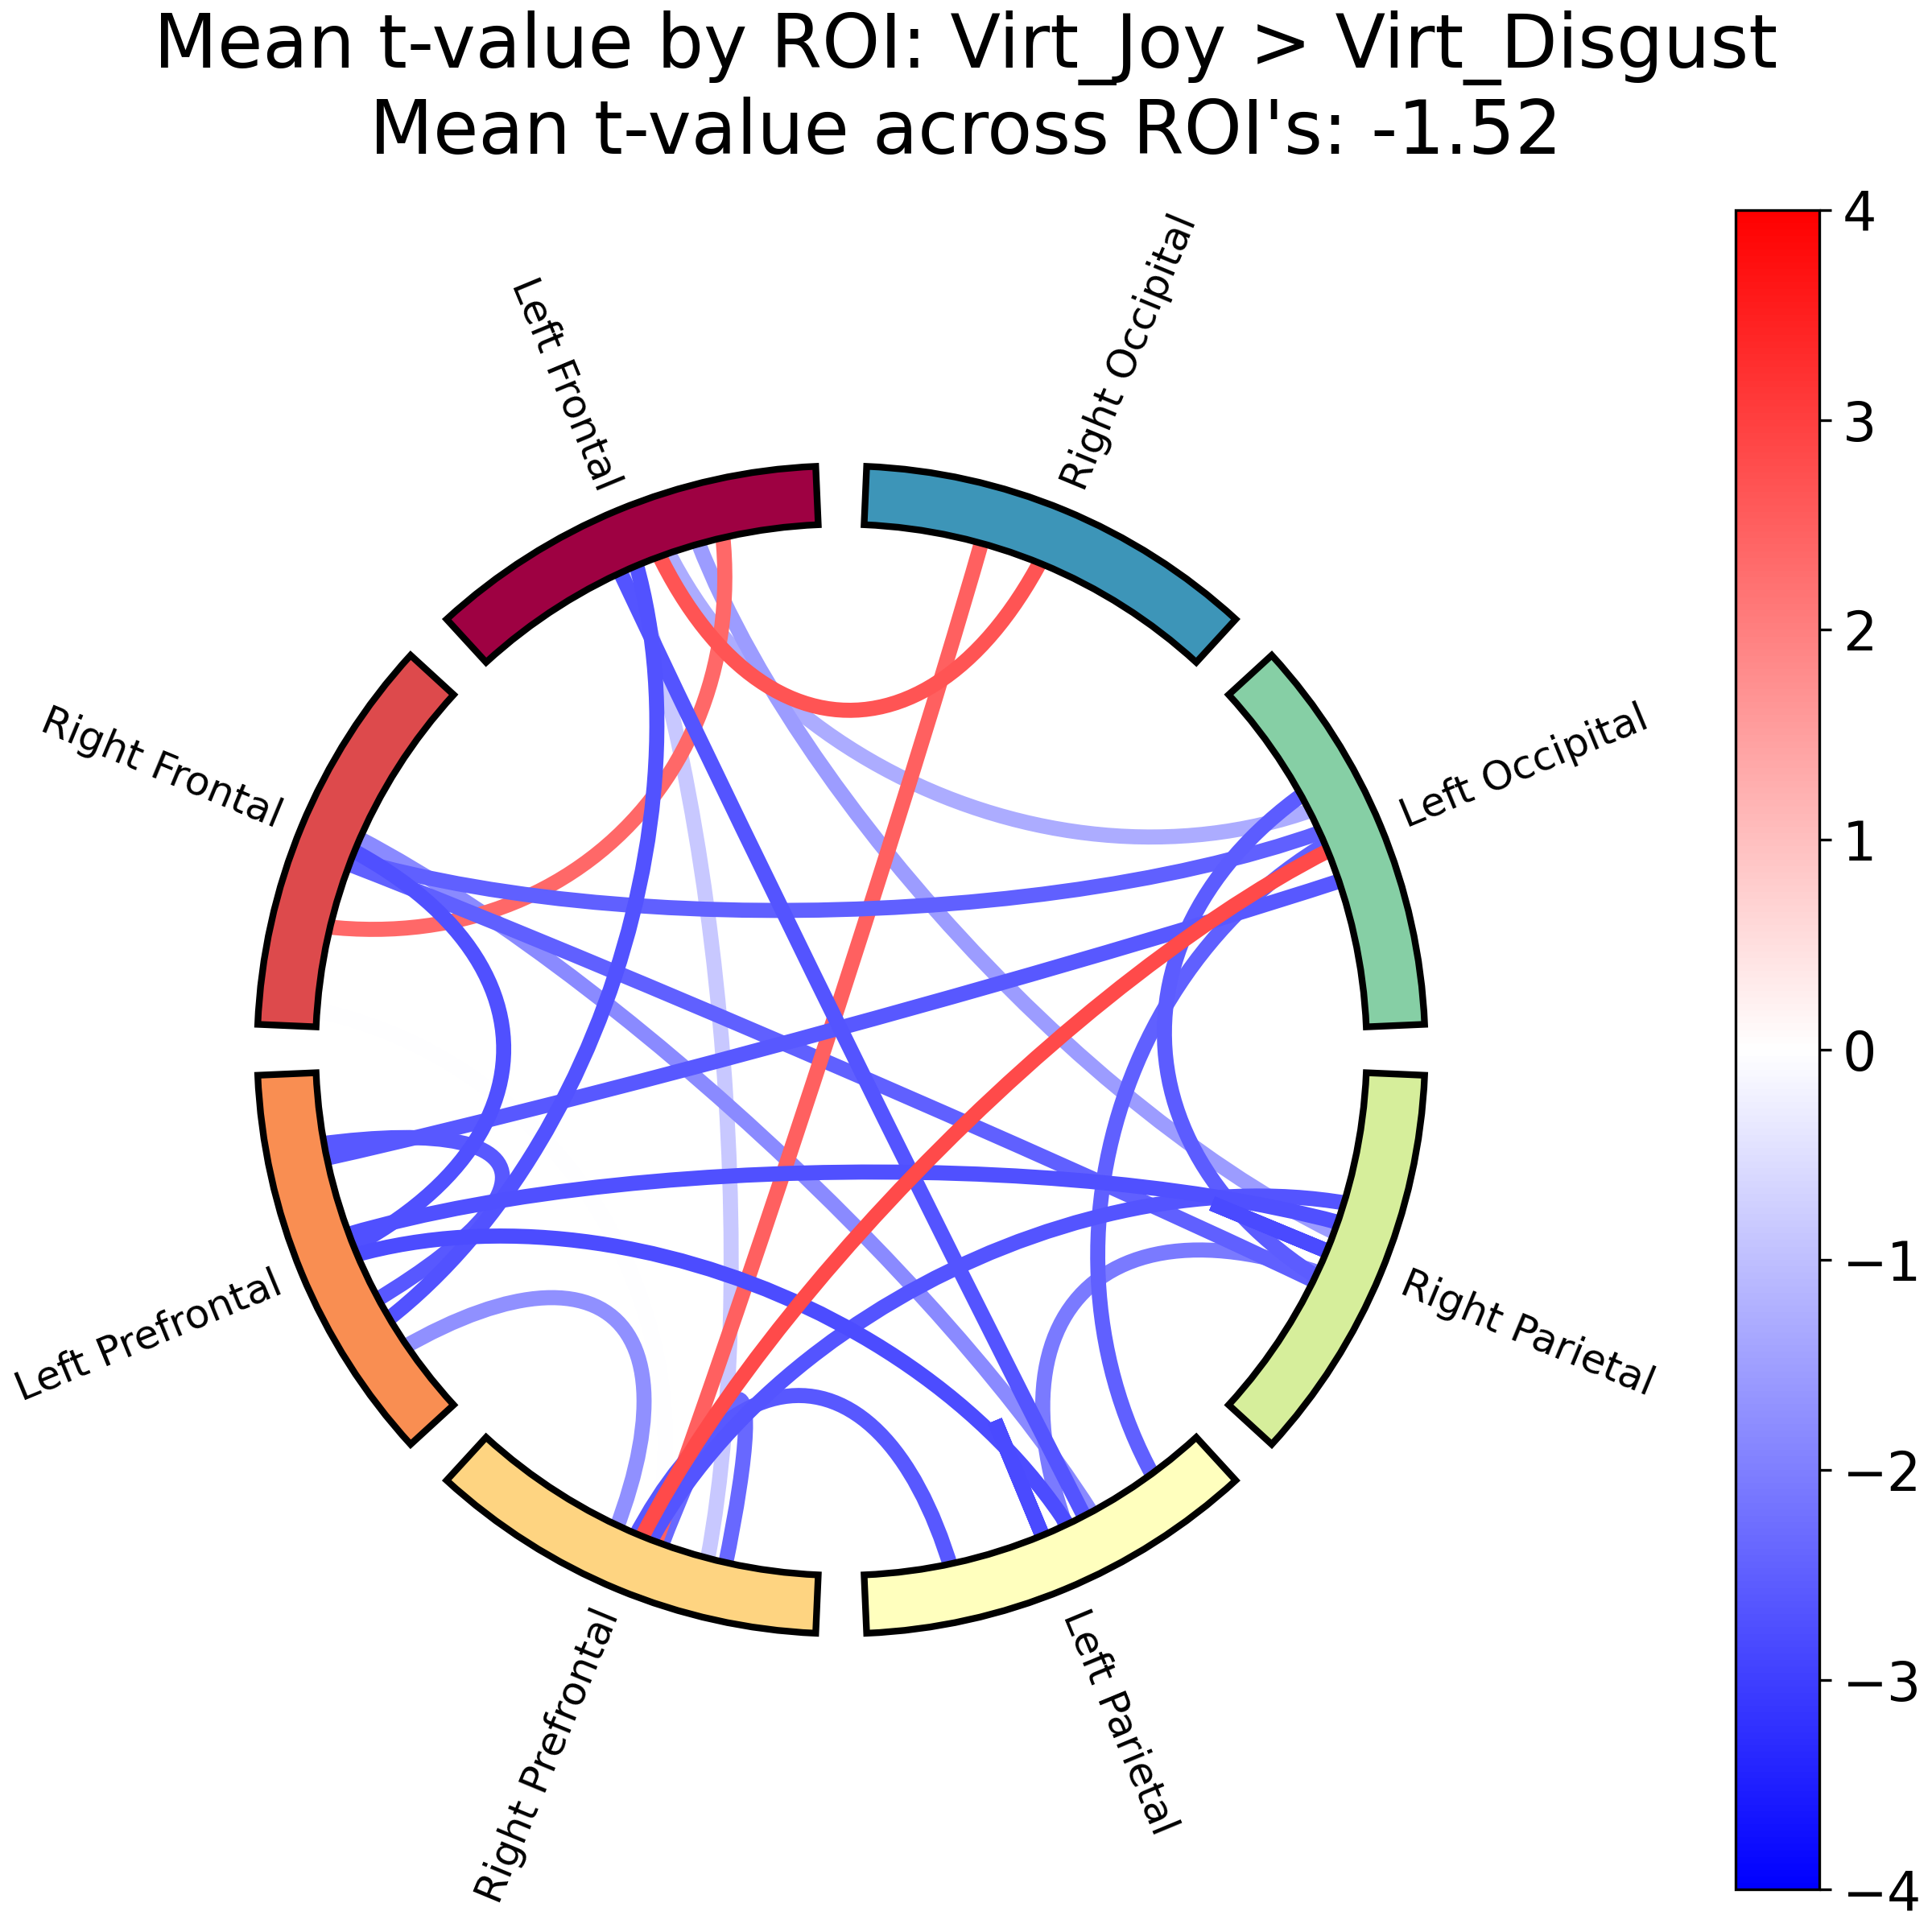 Mean t-value by ROI: Virt_Joy > Virt_Disgust
Mean t-value across ROI's: -1.52
Left Frontal
Right Occipital
Right Frontal
Left Occipital
Left Prefrontal
Right Parietal
Right Prefrontal
Left Parietal
4
3
2
1
0
−1
−2
−3
−4